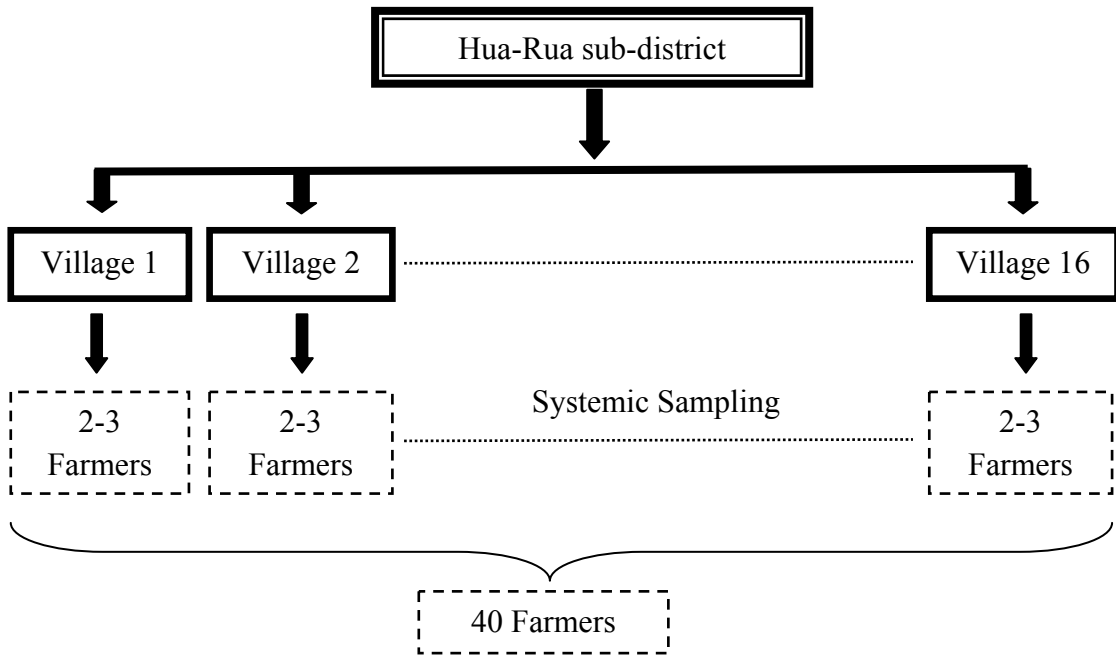 Hua-Rua sub-district
Village 1
Village 2
Village 16
2-3
Farmers
2-3
Farmers
Systemic Sampling
2-3
Farmers
40 Farmers